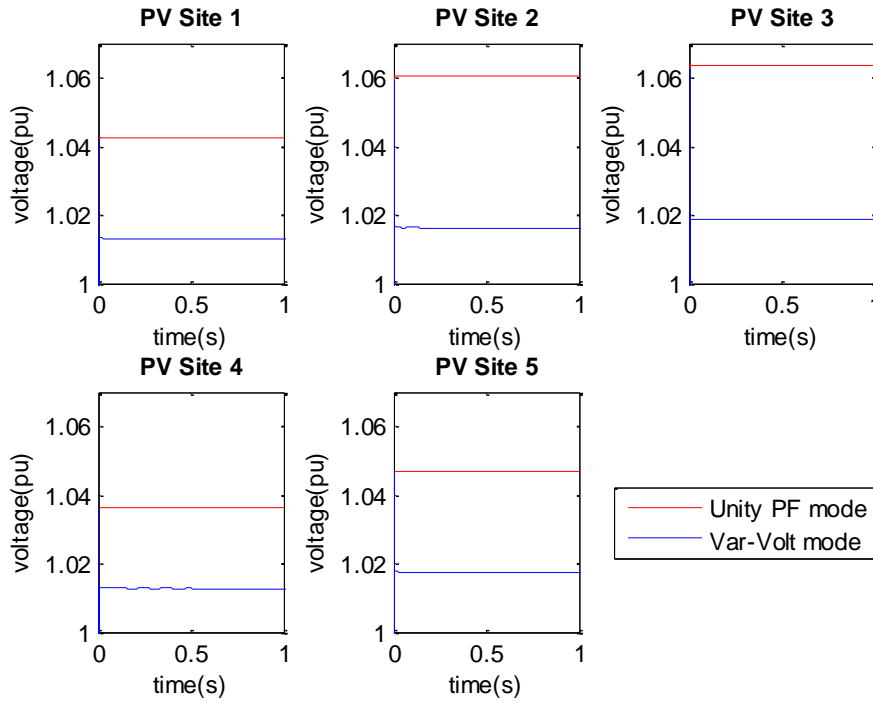 PV Site 1
PV Site 2
PV Site 3
voltage(pu)
1.06
1.04
1.02
1
0
0.5
1
time(s)
voltage(pu)
1.06
1.04
1.02
1
0
0.5
1
time(s)
voltage(pu)
1.06
1.04
1.02
1
0
0.5
1
time(s)
PV Site 4
PV Site 5
voltage(pu)
1.06
1.04
1.02
1
0
0.5
1
time(s)
voltage(pu)
1.06
1.04
1.02
1
0
0.5
1
time(s)
Unity PF mode
Var-Volt mode